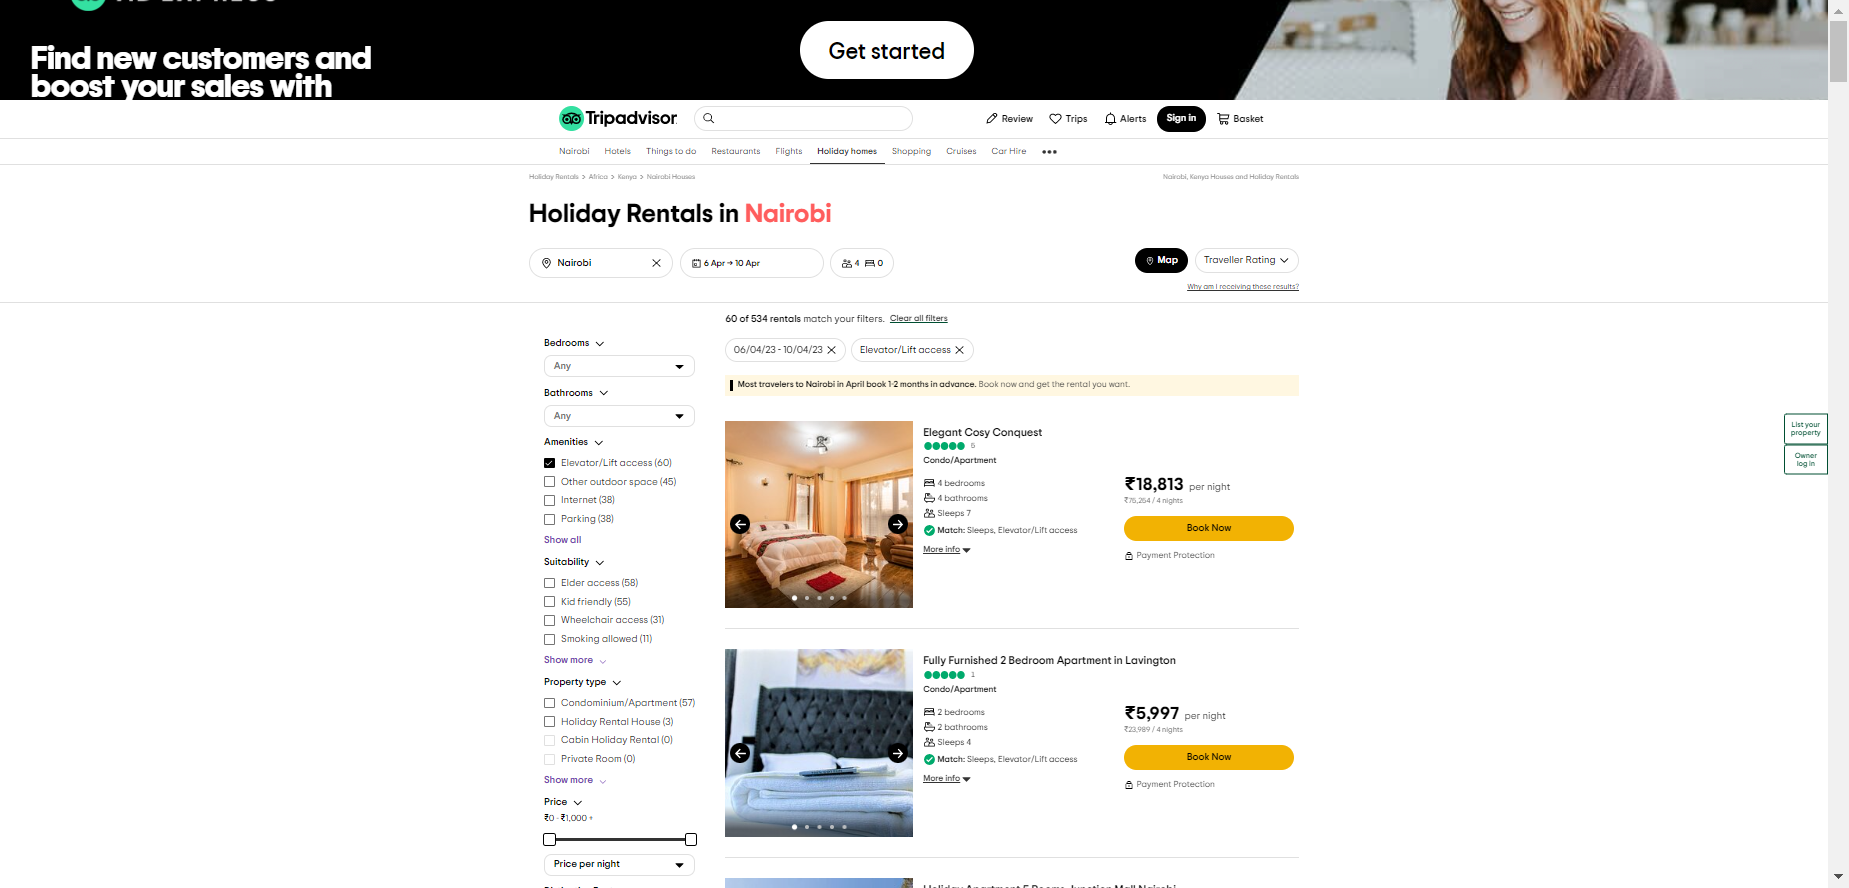 Find new customers and
boost your sales with
Get started
Tripadvisor
Review
Trips
Alerts
Sign in
Basket
Nairobi
Hotels
Things to do
Restaurants
Flights
Holiday homes
Shopping
Cruises
Car Hire
Holiday Rentals > Africa > Kenya > Nairobi Houses
Nairobi, Kenya Houses and Holiday Rentals
Holiday Rentals in Nairobi
Nairobi
6 Apr → 10 Apr
4 0
Map
Traveller Rating
Why am I receiving these results?
60 of 534 rentals match your filters. Clear all filters
06/04/23 - 10/04/23
Elevator/Lift access
Most travelers to Nairobi in April book 1-2 months in advance. Book now and get the rental you want.
Bedrooms
Any
Bathrooms
Any
Amenities
Elevator/Lift access (60)
Other outdoor space (45)
Internet (38)
Parking (38)
Show all
Suitability
Elder access (58)
Kid friendly (55)
Wheelchair access (31)
Smoking allowed (11)
Show more
Property type
Condominium/Apartment (57)
Holiday Rental House (3)
Cabin Holiday Rental (0)
Private Room (0)
Show more
Price
₹0 - ₹1,000 +
Price per night
Elegant Cosy Conquest
5
Condo/Apartment
4 bedrooms
4 bathrooms
Sleeps 7
Match: Sleeps, Elevator/Lift access
More info
₹18,813 per night
₹75,254 / 4 nights
Book Now
Payment Protection
Fully Furnished 2 Bedroom Apartment in Lavington
1
Condo/Apartment
2 bedrooms
2 bathrooms
Sleeps 4
Match: Sleeps, Elevator/Lift access
More info
₹5,997 per night
₹23,989 / 4 nights
Book Now
Payment Protection
Holiday Apartment 5 Rooms Junction Mall Nairobi
List your
property
Owner
log in